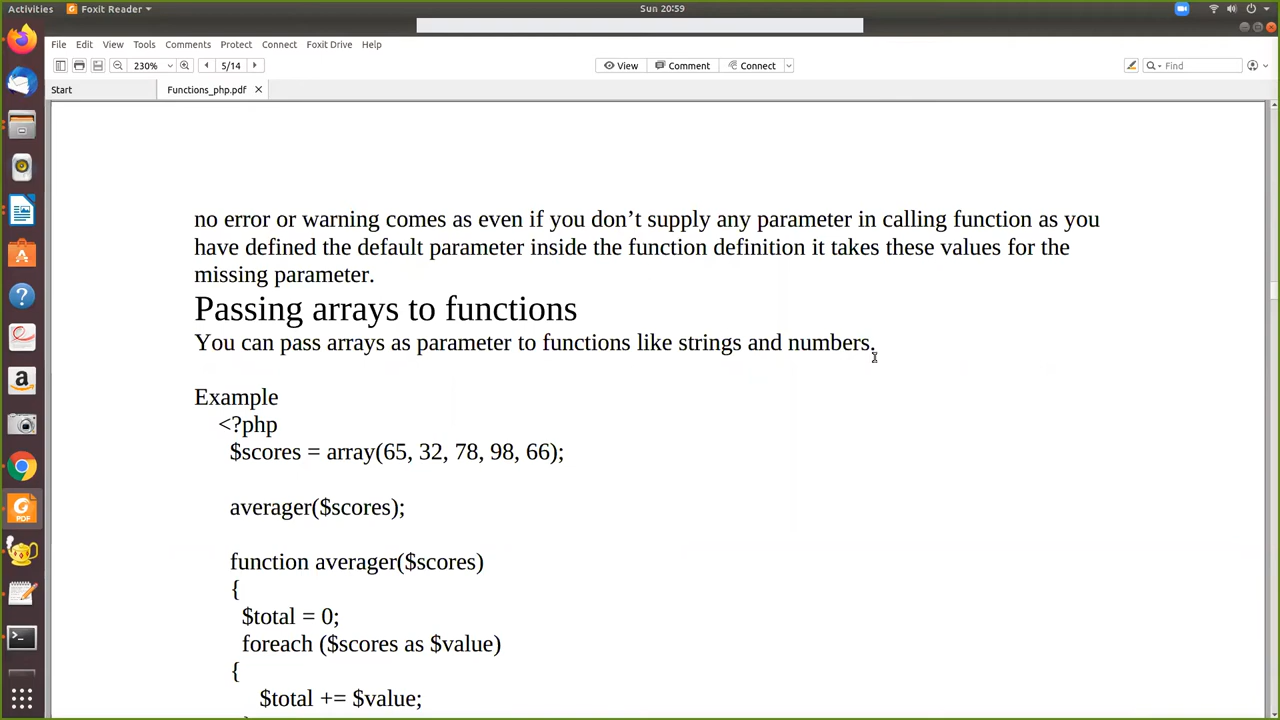 Activities Foxit Reader Sun 20:59
File Edit View Tools Comments Protect Connect Foxit Drive Help
230% 5/14 View Comment Connect Find
Start Functions_php.pdf
no error or warning comes as even if you don’t supply any parameter in calling function as you
have defined the default parameter inside the function definition it takes these values for the
missing parameter.
Passing arrays to functions
You can pass arrays as parameter to functions like strings and numbers.
Example
<?php
$scores = array(65, 32, 78, 98, 66);
averager($scores);
function averager($scores)
{
$total = 0;
foreach ($scores as $value)
{
$total += $value;